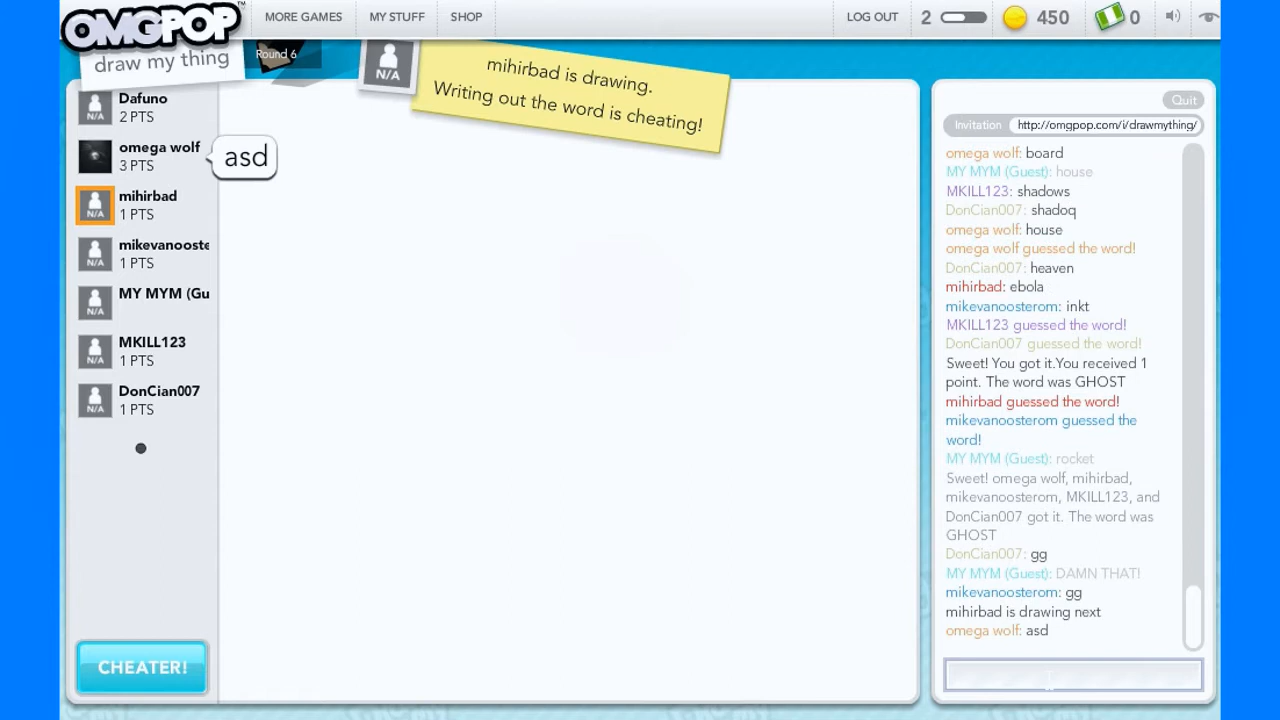 OMGPOP™
MORE GAMES
MY STUFF
SHOP
LOG OUT
2
450
0
draw my thing
Round 6
N/A
mihirbad is drawing.
Writing out the word is cheating!
Dafuno
2 PTS
N/A
omega wolf
3 PTS
asd
mihirbad
1 PTS
N/A
mikevanooste
1 PTS
N/A
MY MYM (Gu
N/A
MKILL123
1 PTS
N/A
DonCian007
1 PTS
N/A
CHEATER!
Quit
Invitation http://omgpop.com/i/drawmything/
omega wolf: board
MY MYM (Guest): house
MKILL123: shadows
DonCian007: shadoq
omega wolf: house
omega wolf guessed the word!
DonCian007: heaven
mihirbad: ebola
mikevanoosterom: inkt
MKILL123 guessed the word!
DonCian007 guessed the word!
Sweet! You got it.You received 1
point. The word was GHOST
mihirbad guessed the word!
mikevanoosterom guessed the
word!
MY MYM (Guest): rocket
Sweet! omega wolf, mihirbad,
mikevanoosterom, MKILL123, and
DonCian007 got it. The word was
GHOST
DonCian007: gg
MY MYM (Guest): DAMN THAT!
mikevanoosterom: gg
mihirbad is drawing next
omega wolf: asd